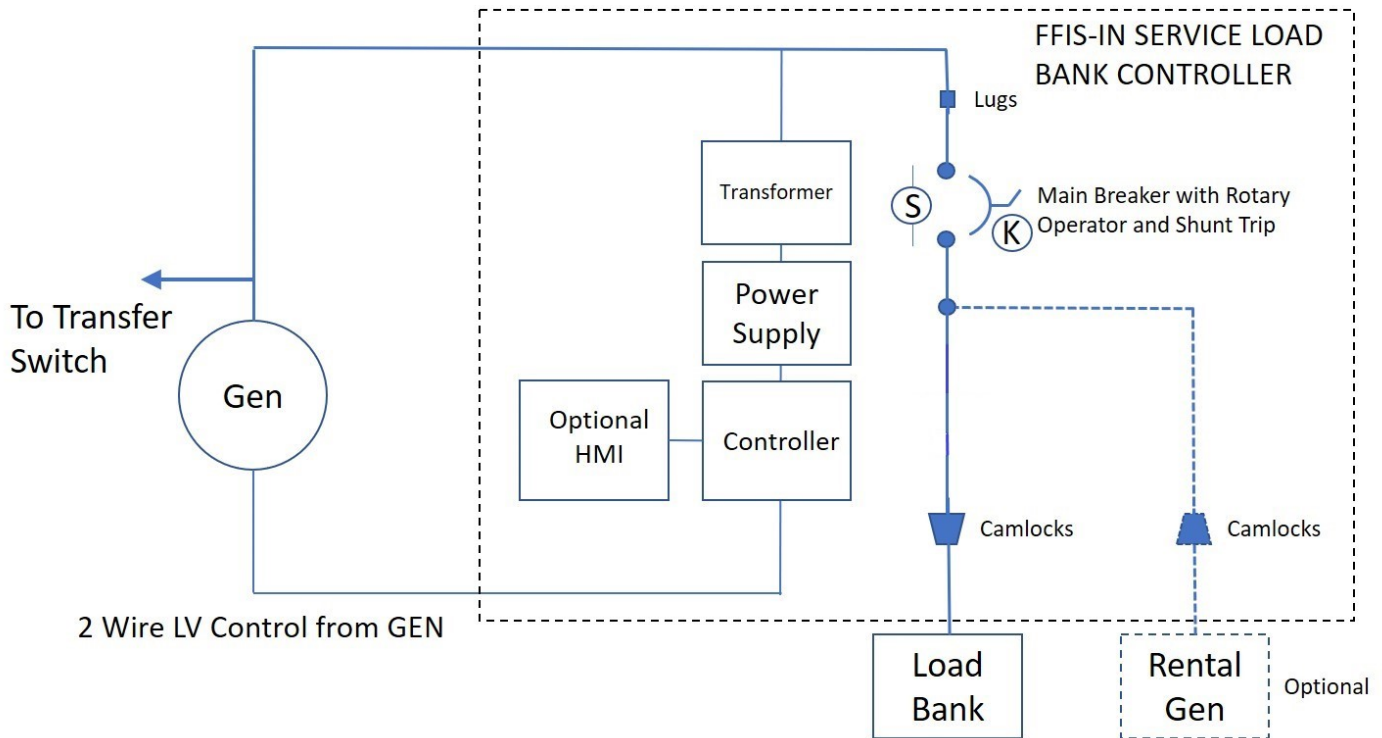 FFIS-IN SERVICE LOAD
BANK CONTROLLER
Lugs
Transformer
S
Main Breaker with Rotary
Operator and Shunt Trip
K
Power
Supply
To Transfer
Switch
Gen
Optional
HMI
Controller
Camlocks
Camlocks
2 Wire LV Control from GEN
Load
Bank
Rental
Gen
Optional